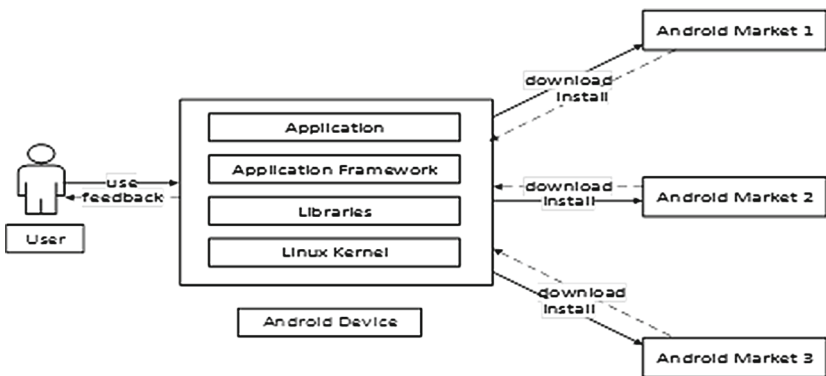 Android Market 1
download
install
Application
Application Framework
use
feedback
download
install
Android Market 2
Libraries
User
Linux Kernel
download
install
Android Device
Android Market 3